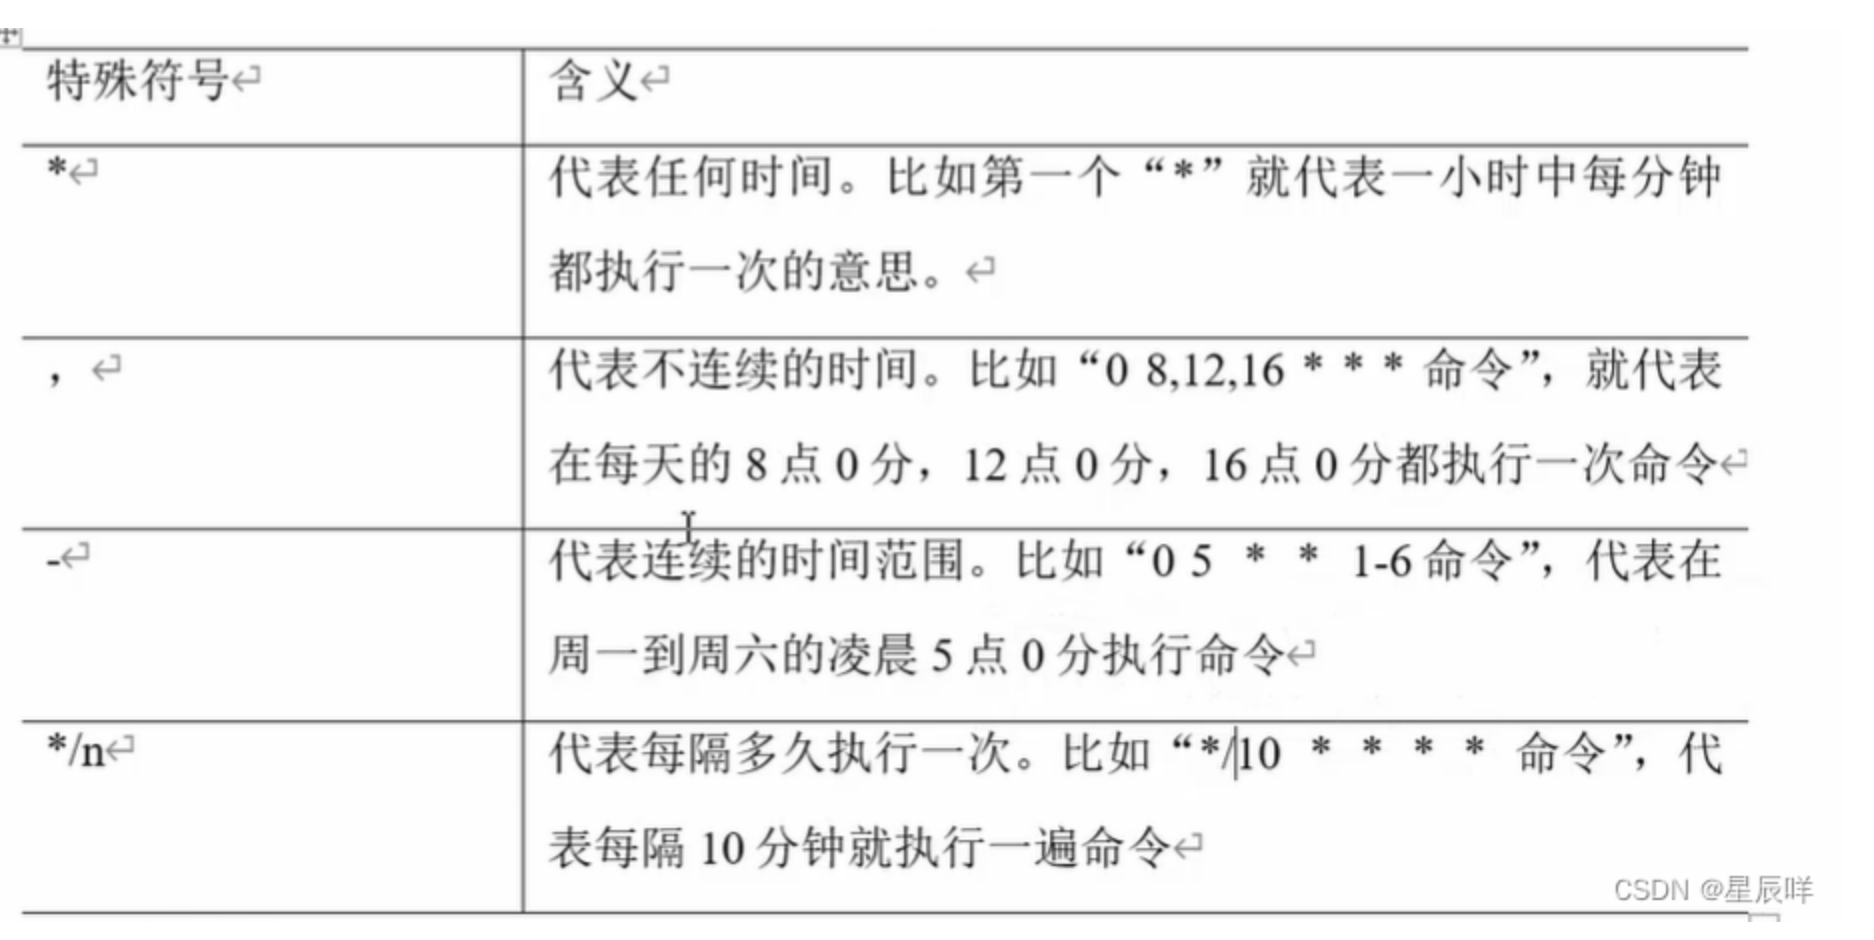 特殊符号
含义
*
代表任何时间。比如第一个“*”就代表一小时中每分钟
都执行一次的意思。
，
代表不连续的时间。比如“0 8,12,16 * * * 命令”，就代表
在每天的 8 点 0 分，12 点 0 分，16 点 0 分都执行一次命令
-
代表连续的时间范围。比如“0 5 * * 1-6 命令”，代表在
周一到周六的凌晨 5 点 0 分执行命令
*/n
代表每隔多久执行一次。比如“*/10 * * * * 命令”，代
表每隔 10 分钟就执行一遍命令
CSDN @星辰咩